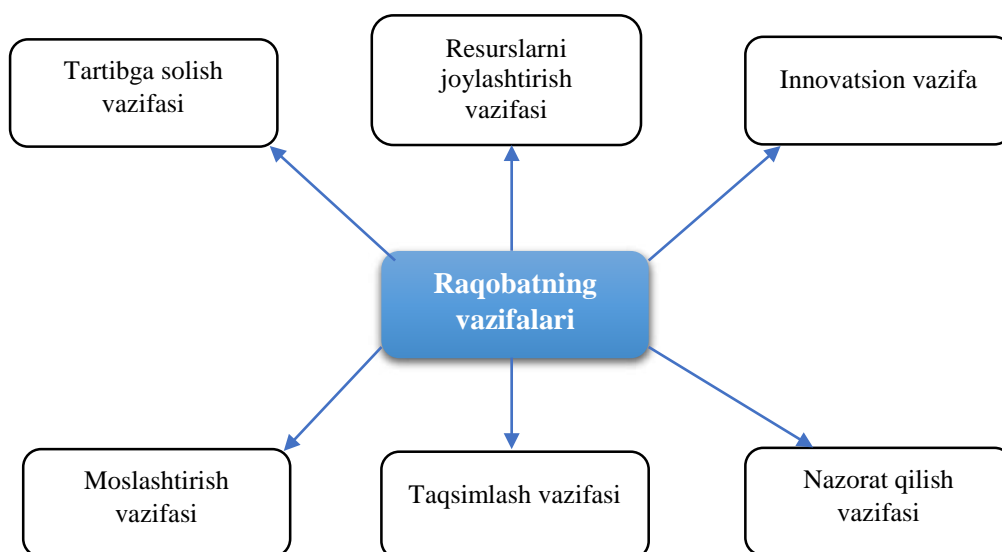 Tartibga solish
vazifasi
Resurslarni
joylashtirish
vazifasi
Innovatsion vazifa
Raqobatning
vazifalari
Moslashtirish
vazifasi
Taqsimlash vazifasi
Nazorat qilish
vazifasi